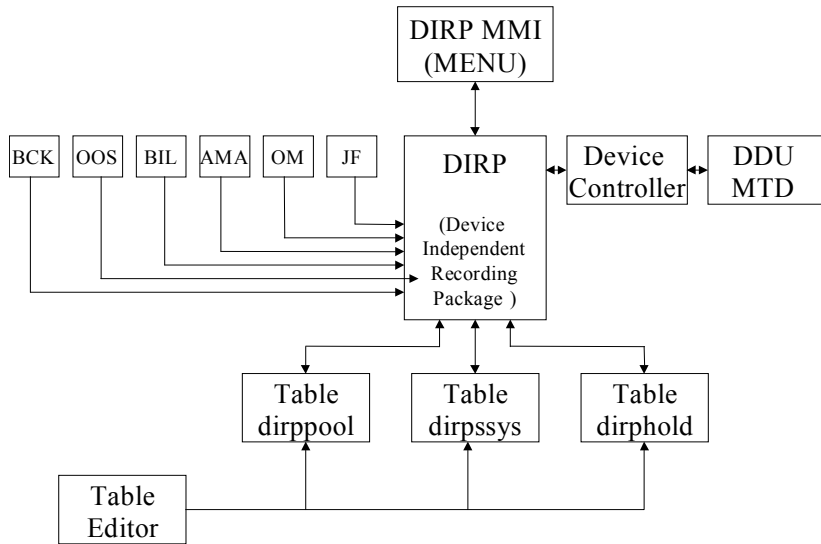 DIRP MMI
(MENU)
BCK
OOS
BIL
AMA
OM
JF
DIRP
(Device
Independent
Recording
Package )
Device
Controller
DDU
MTD
Table
dirppool
Table
dirpssys
Table
dirphold
Table
Editor